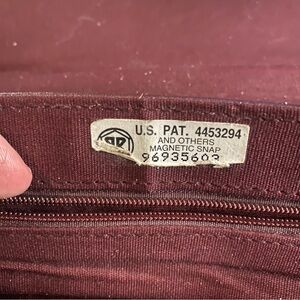 U.S. PAT. 4453294
AND OTHERS
MAGNETIC SNAP
96935603